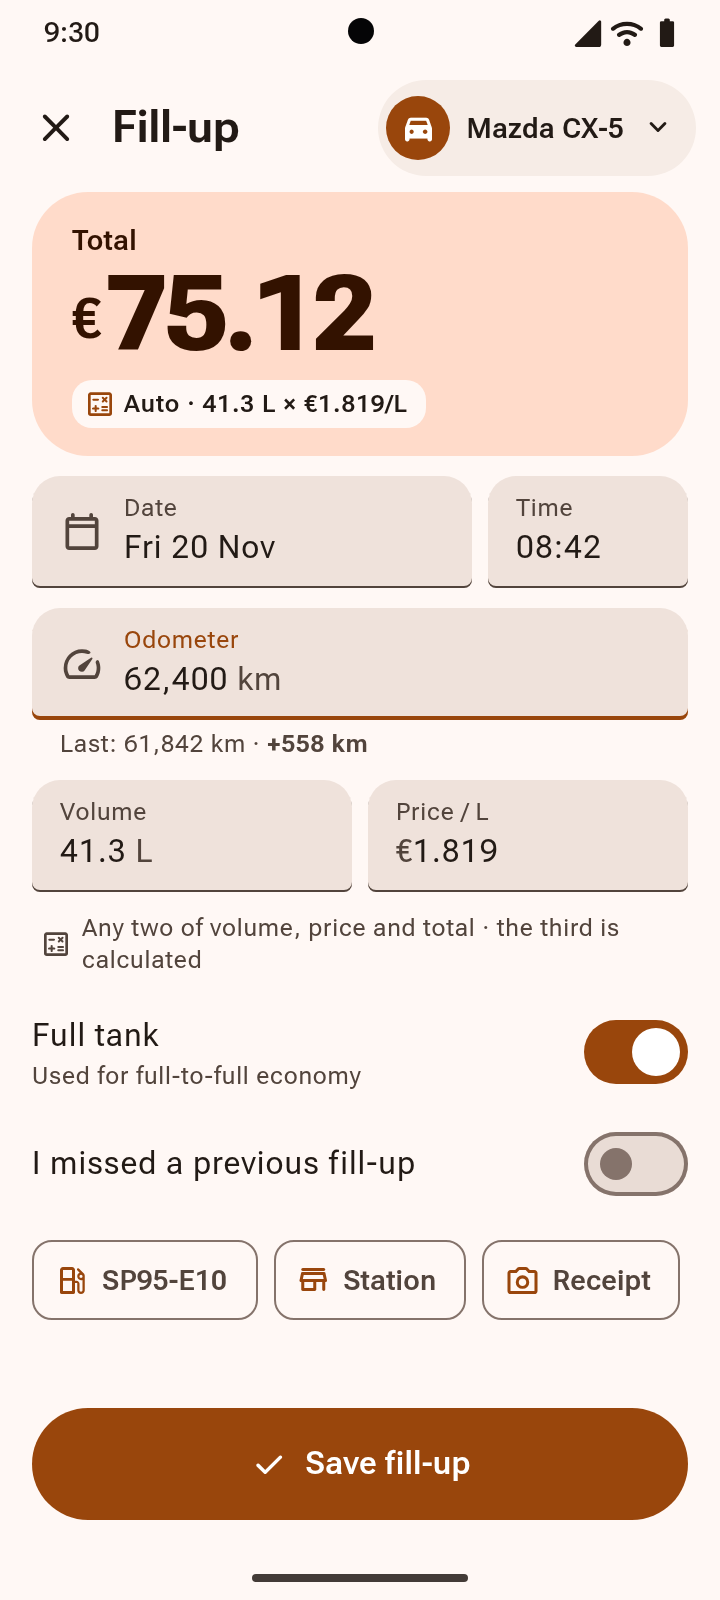 9:30
Fill-up
Mazda CX-5
Total
€75.12
Auto · 41.3 L × €1.819/L
Date
Fri 20 Nov
Time
08:42
Odometer
62,400 km
Last: 61,842 km · +558 km
Volume
41.3 L
Price / L
€1.819
Any two of volume, price and total · the third is
calculated
Full tank
Used for full-to-full economy
I missed a previous fill-up
SP95-E10
Station
Receipt
Save fill-up